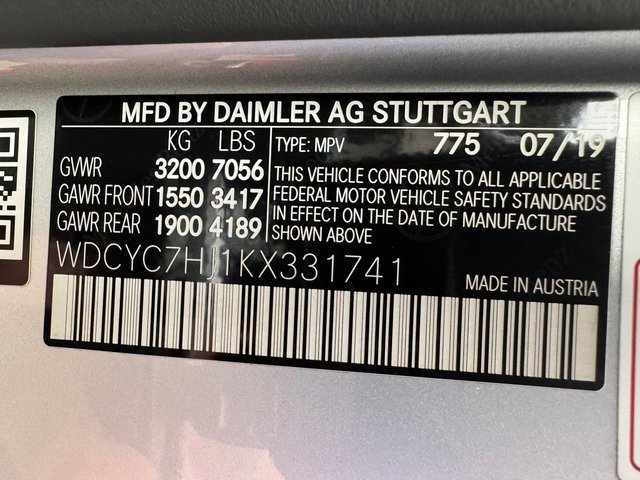 MFD BY DAIMLER AG STUTTGART
KG LBS TYPE: MPV 775 07/19
GVWR 3200 7056
GAWR FRONT 1550 3417
GAWR REAR 1900 4189
THIS VEHICLE CONFORMS TO ALL APPLICABLE
FEDERAL MOTOR VEHICLE SAFETY STANDARDS
IN EFFECT ON THE DATE OF MANUFACTURE
SHOWN ABOVE
WDCYC7HJ1KX331741
MADE IN AUSTRIA